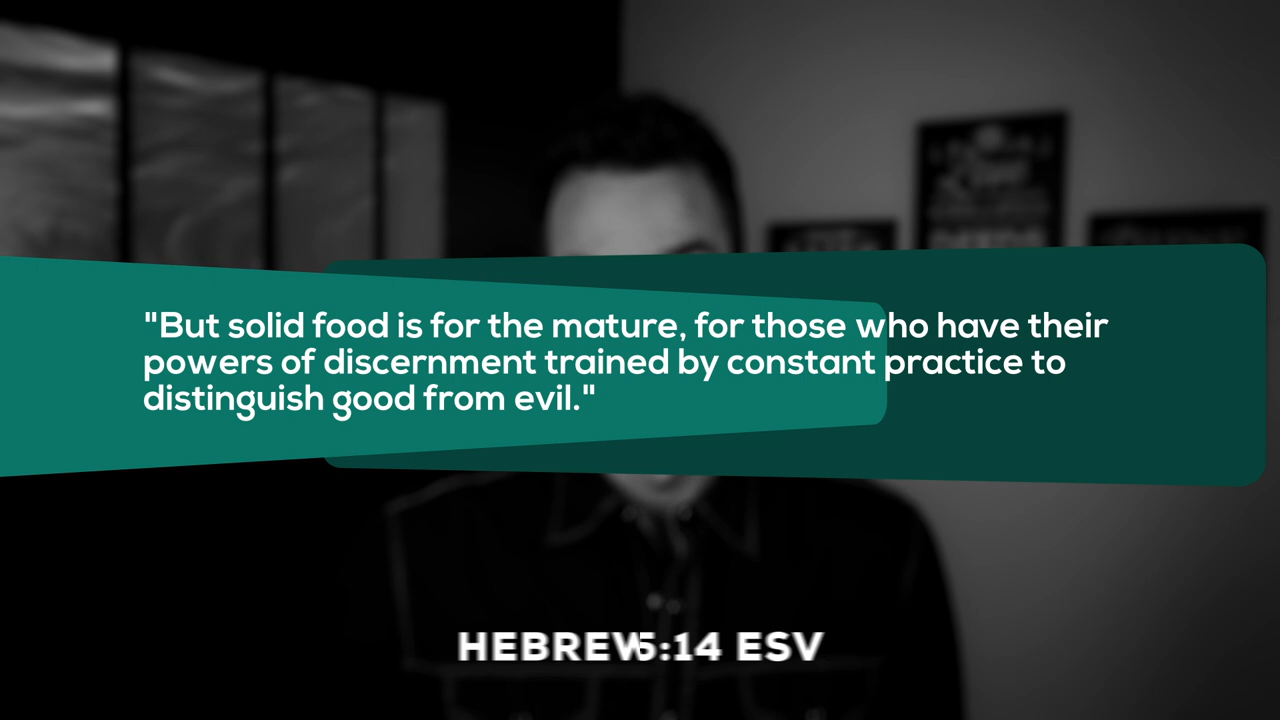 "But solid food is for the mature, for those who have their
powers of discernment trained by constant practice to
distinguish good from evil."
HEBREW5:14 ESV